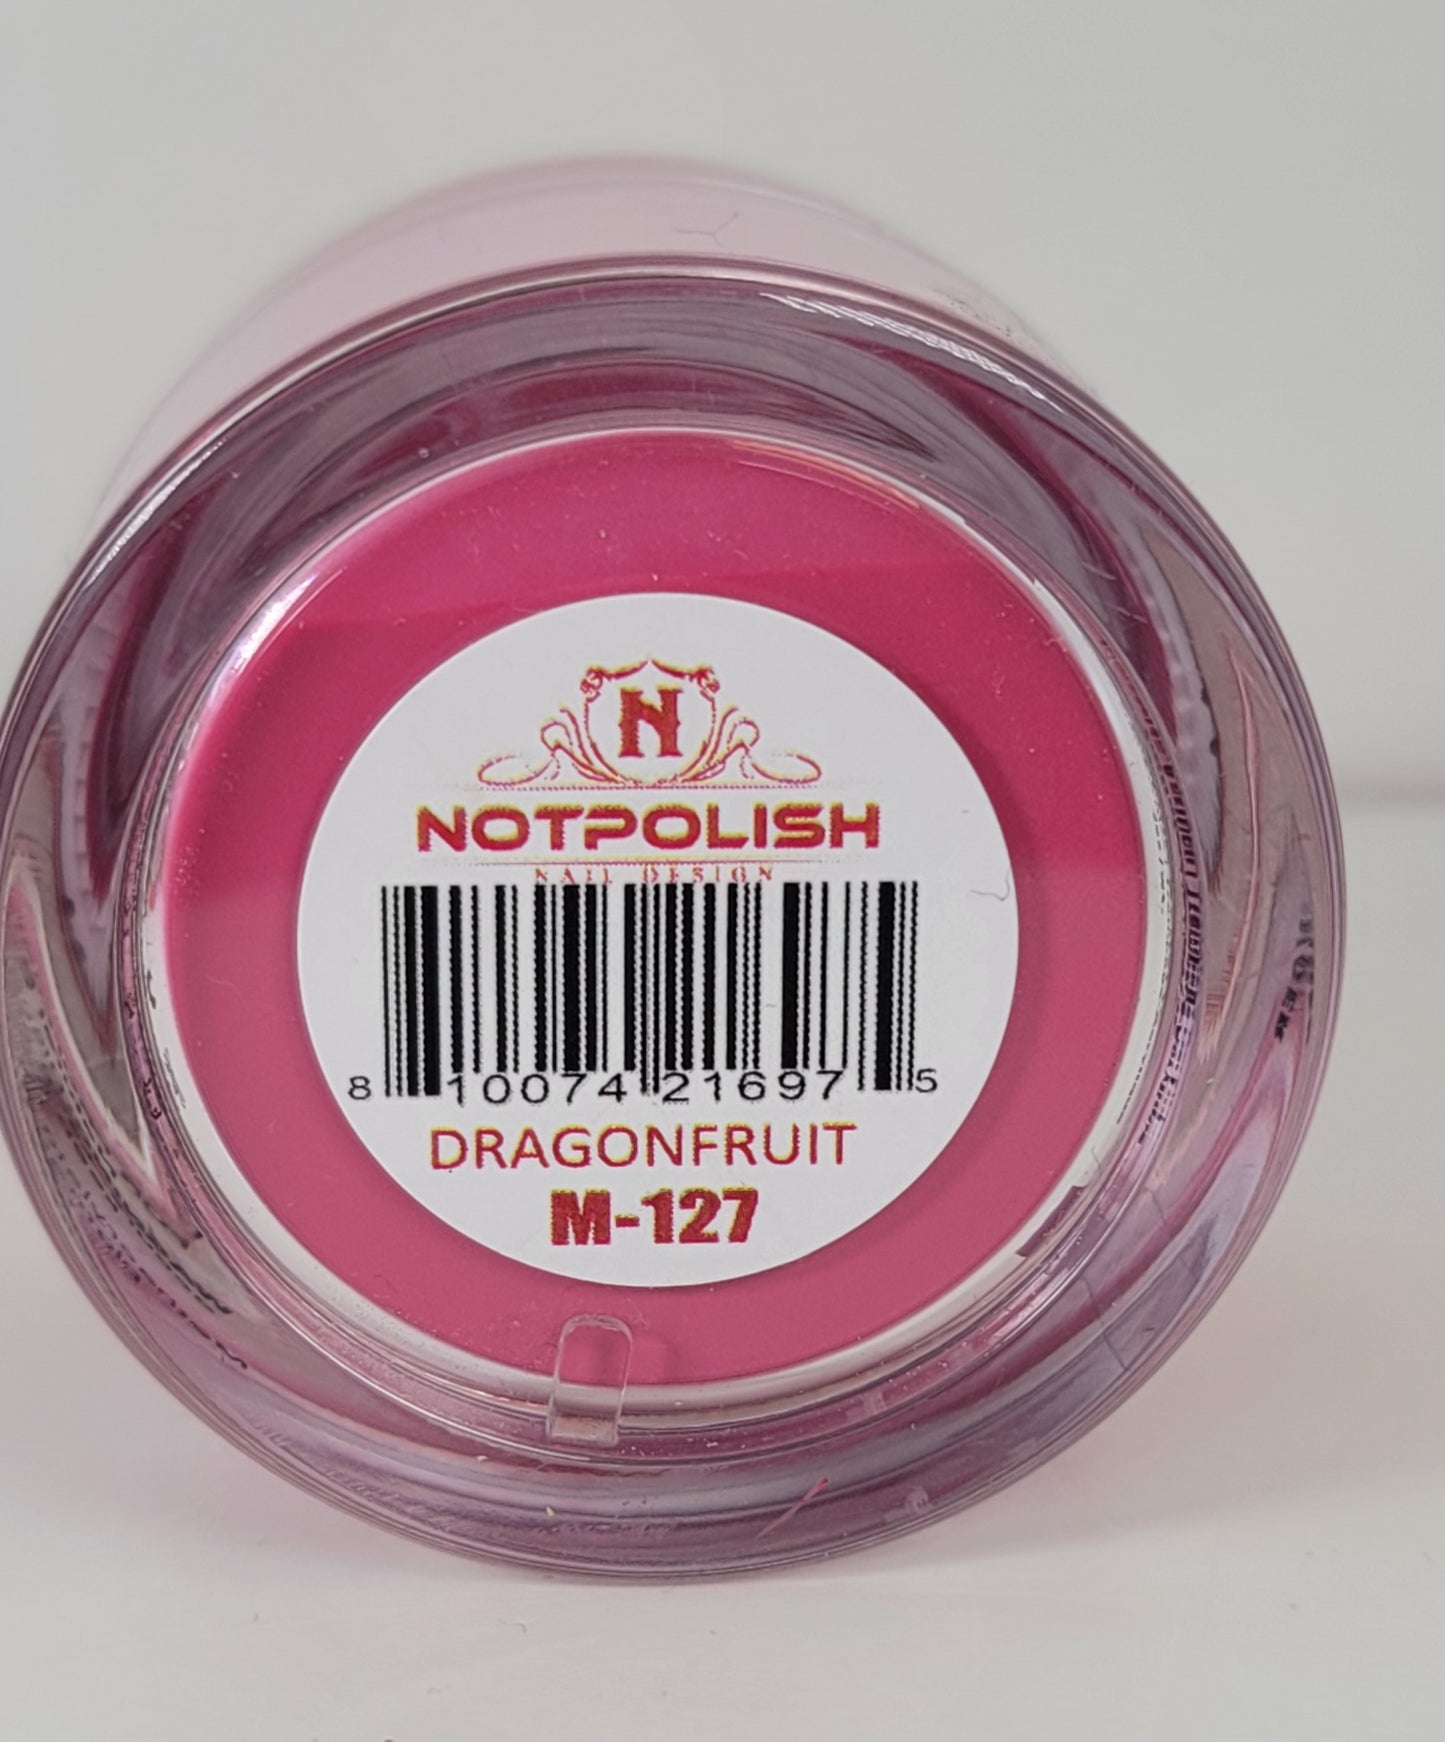 N
NOTPOLISH
NAIL DESIGN
8 10074 21697 5
DRAGONFRUIT
M-127